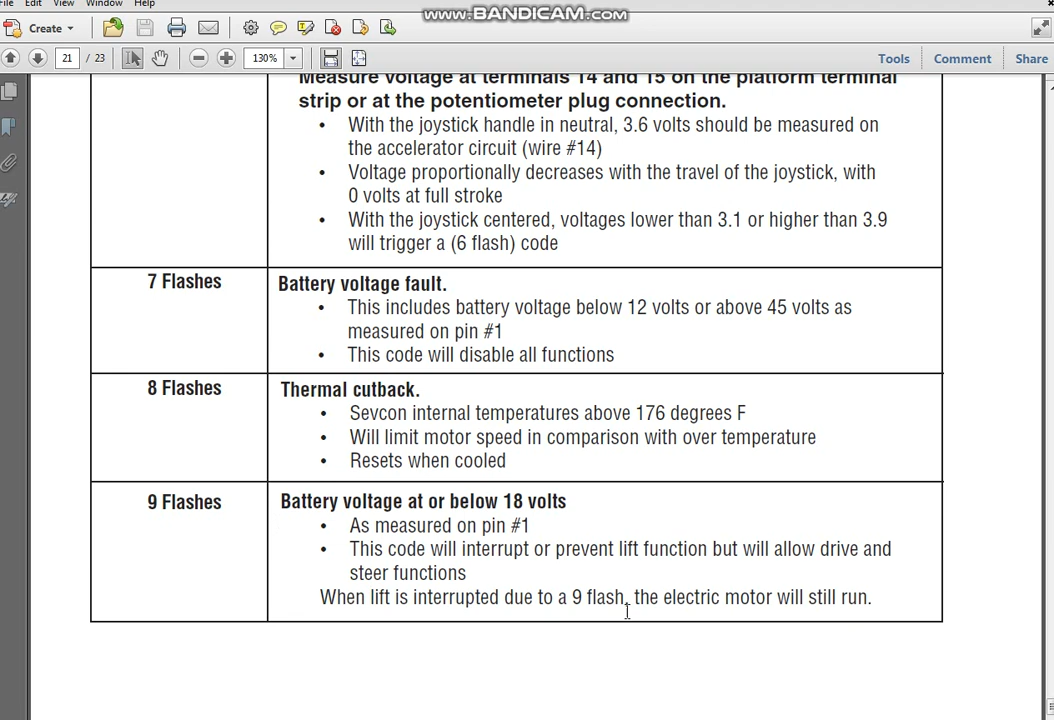 File Edit View Window Help
www.BANDICAM.com
Create
21 / 23 130% Tools Comment Share
Measure voltage at terminals 14 and 15 on the platform terminal
strip or at the potentiometer plug connection.
• With the joystick handle in neutral, 3.6 volts should be measured on
the accelerator circuit (wire #14)
• Voltage proportionally decreases with the travel of the joystick, with
0 volts at full stroke
• With the joystick centered, voltages lower than 3.1 or higher than 3.9
will trigger a (6 flash) code
7 Flashes Battery voltage fault.
• This includes battery voltage below 12 volts or above 45 volts as
measured on pin #1
• This code will disable all functions
8 Flashes Thermal cutback.
• Sevcon internal temperatures above 176 degrees F
• Will limit motor speed in comparison with over temperature
• Resets when cooled
9 Flashes Battery voltage at or below 18 volts
• As measured on pin #1
• This code will interrupt or prevent lift function but will allow drive and
steer functions
When lift is interrupted due to a 9 flash, the electric motor will still run.